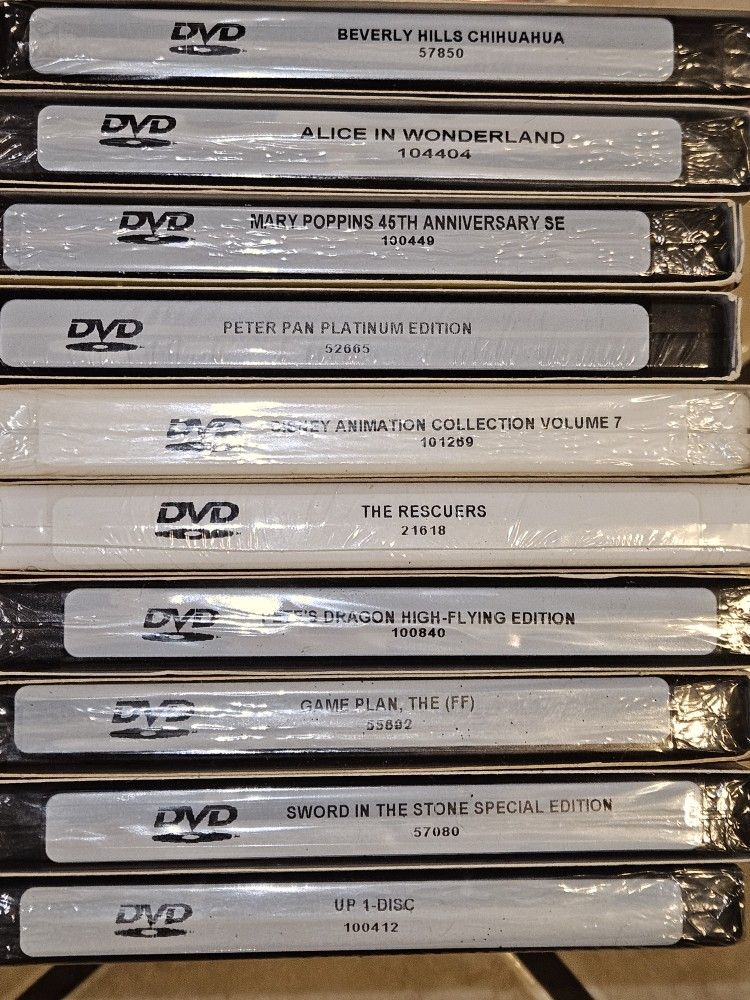 DVD
BEVERLY HILLS CHIHUAHUA
57850
DVD
ALICE IN WONDERLAND
104404
DVD
MARY POPPINS 45TH ANNIVERSARY SE
100449
DVD
PETER PAN PLATINUM EDITION
52665
DVD
DISNEY ANIMATION COLLECTION VOLUME 7
101269
DVD
THE RESCUERS
21618
DVD
PETE'S DRAGON HIGH-FLYING EDITION
100840
DVD
GAME PLAN, THE (FF)
55892
DVD
SWORD IN THE STONE SPECIAL EDITION
57080
DVD
UP 1-DISC
100412